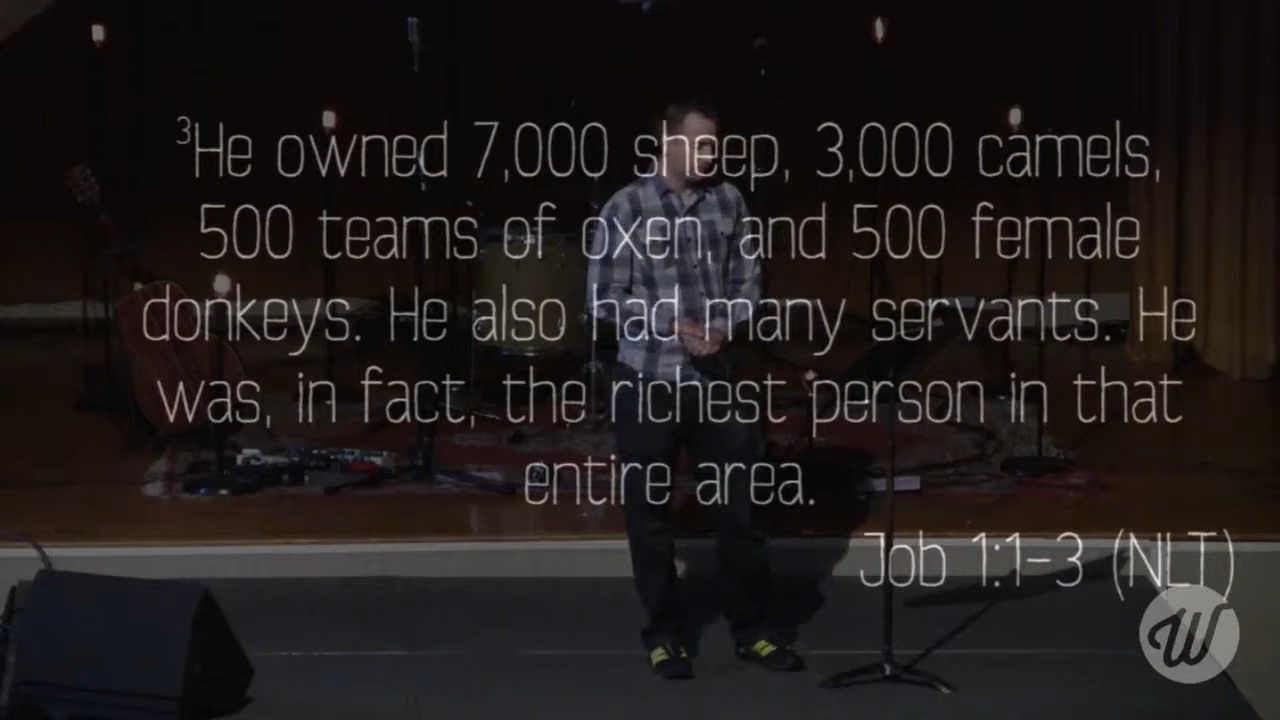 ³He owned 7,000 sheep, 3,000 camels,
500 teams of oxen, and 500 female
donkeys. He also had many servants. He
was, in fact, the richest person in that
entire area.
Job 1:1-3 (NLT)
W